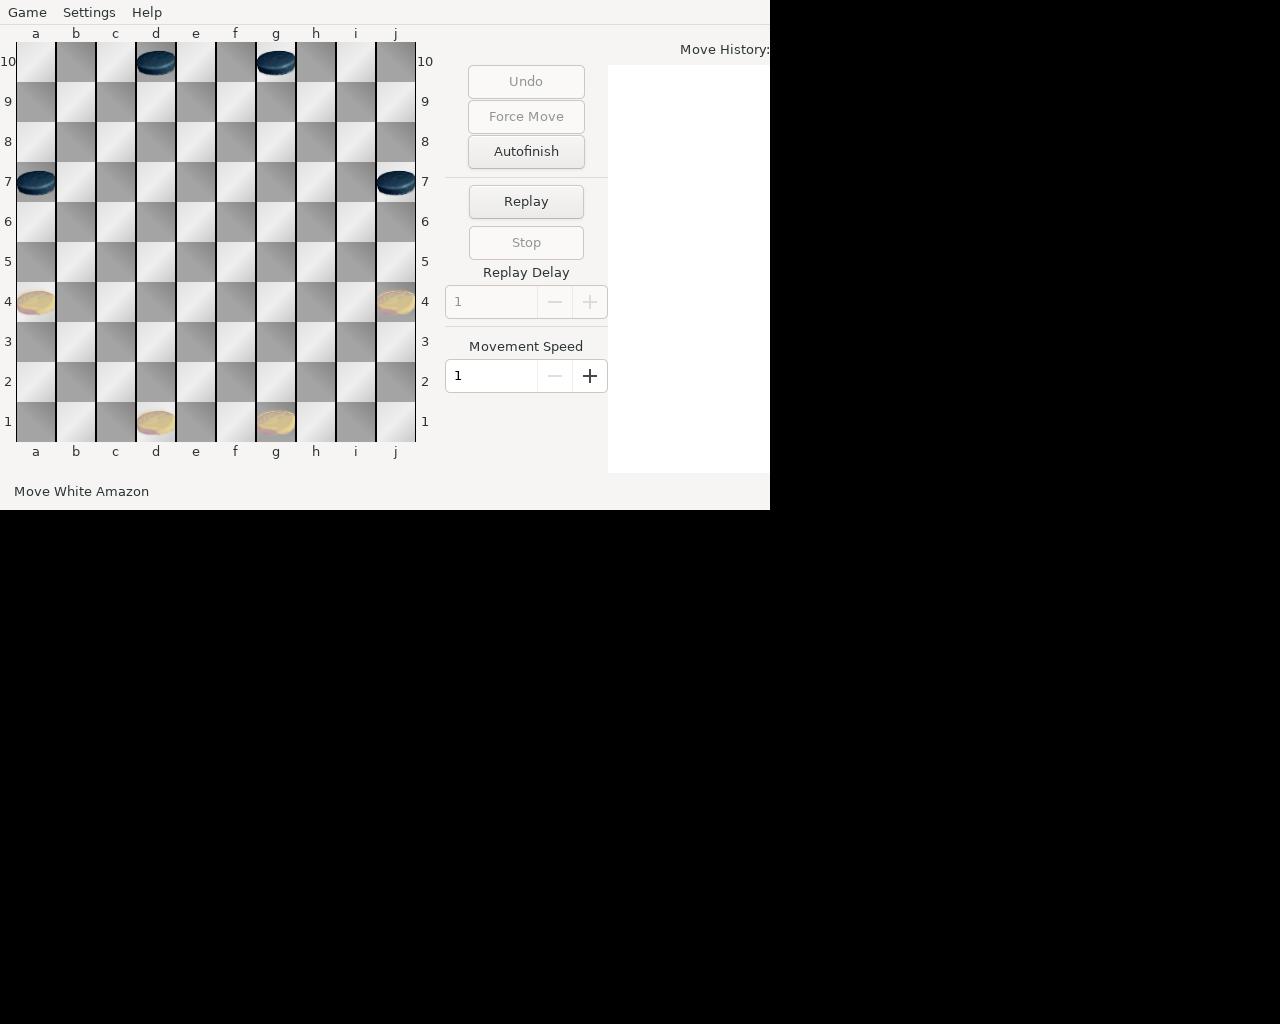 Game Settings Help
a b c d e f g h i j
Move History:
10 10
Undo
9 9
Force Move
8 8
Autofinish
7 7
Replay
6 6
Stop
5 5
Replay Delay
4 4
1
3 3
Movement Speed
2 2
1
1 1
a b c d e f g h i j
Move White Amazon